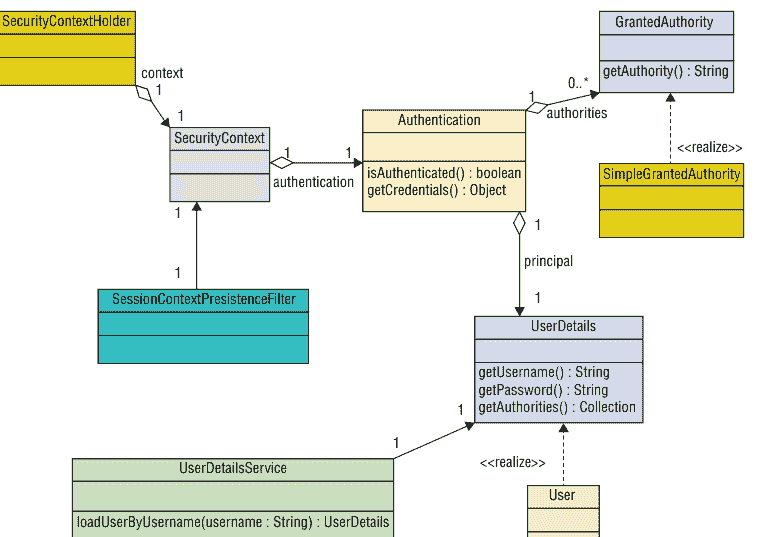 SecurityContextHolder
GrantedAuthority
getAuthority() : String
context
1
1
0..*
1
authorities
Authentication
isAuthenticated() : boolean
getCredentials() : Object
SecurityContext
1
1
authentication
<<realize>>
SimpleGrantedAuthority
1
1
1
principal
1
SessionContextPresistenceFilter
UserDetails
getUsername() : String
getPassword() : String
getAuthorities() : Collection
1
1
UserDetailsService
loadUserByUsername(username : String) : UserDetails
<<realize>>
User